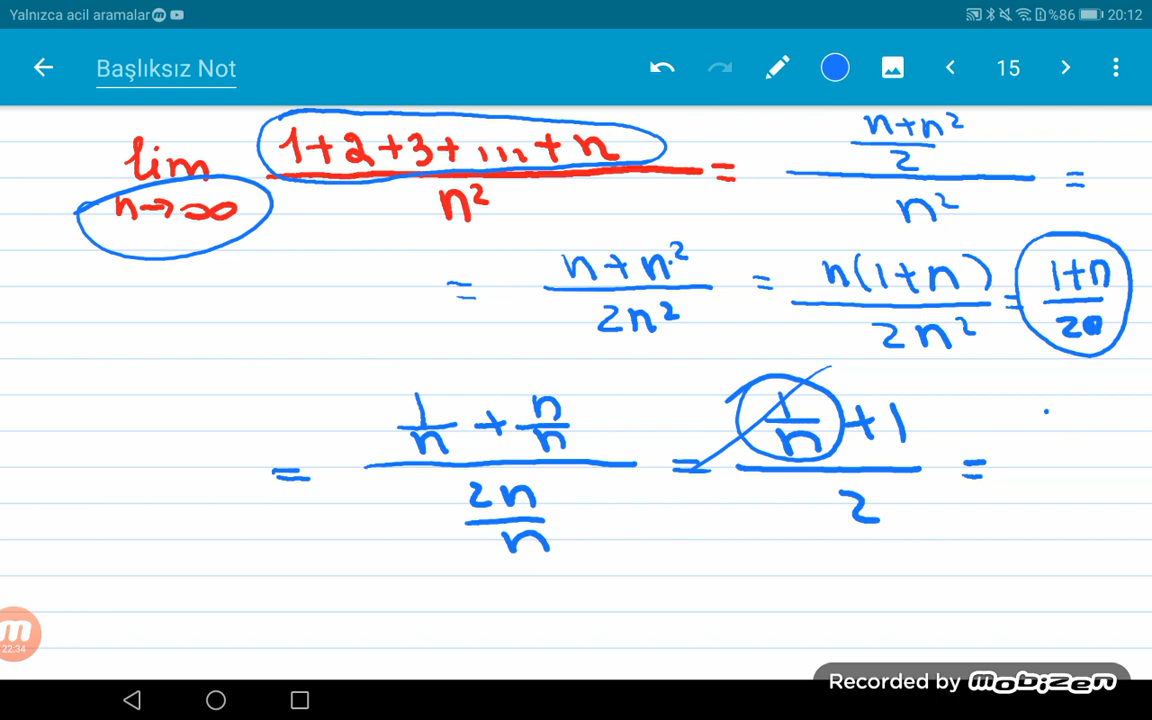 Yalnızca acil aramalar %86 20:12
Başlıksız Not 15
lim n→∞ (1+2+3+...+n)/n² = ((n+n²)/2)/n² =
= (n+n²)/2n² = n(1+n)/2n² = (1+n)/2n
= (1/n + n/n)/(2n/n) = (1/n + 1)/2 =
22:34
Recorded by mobizen